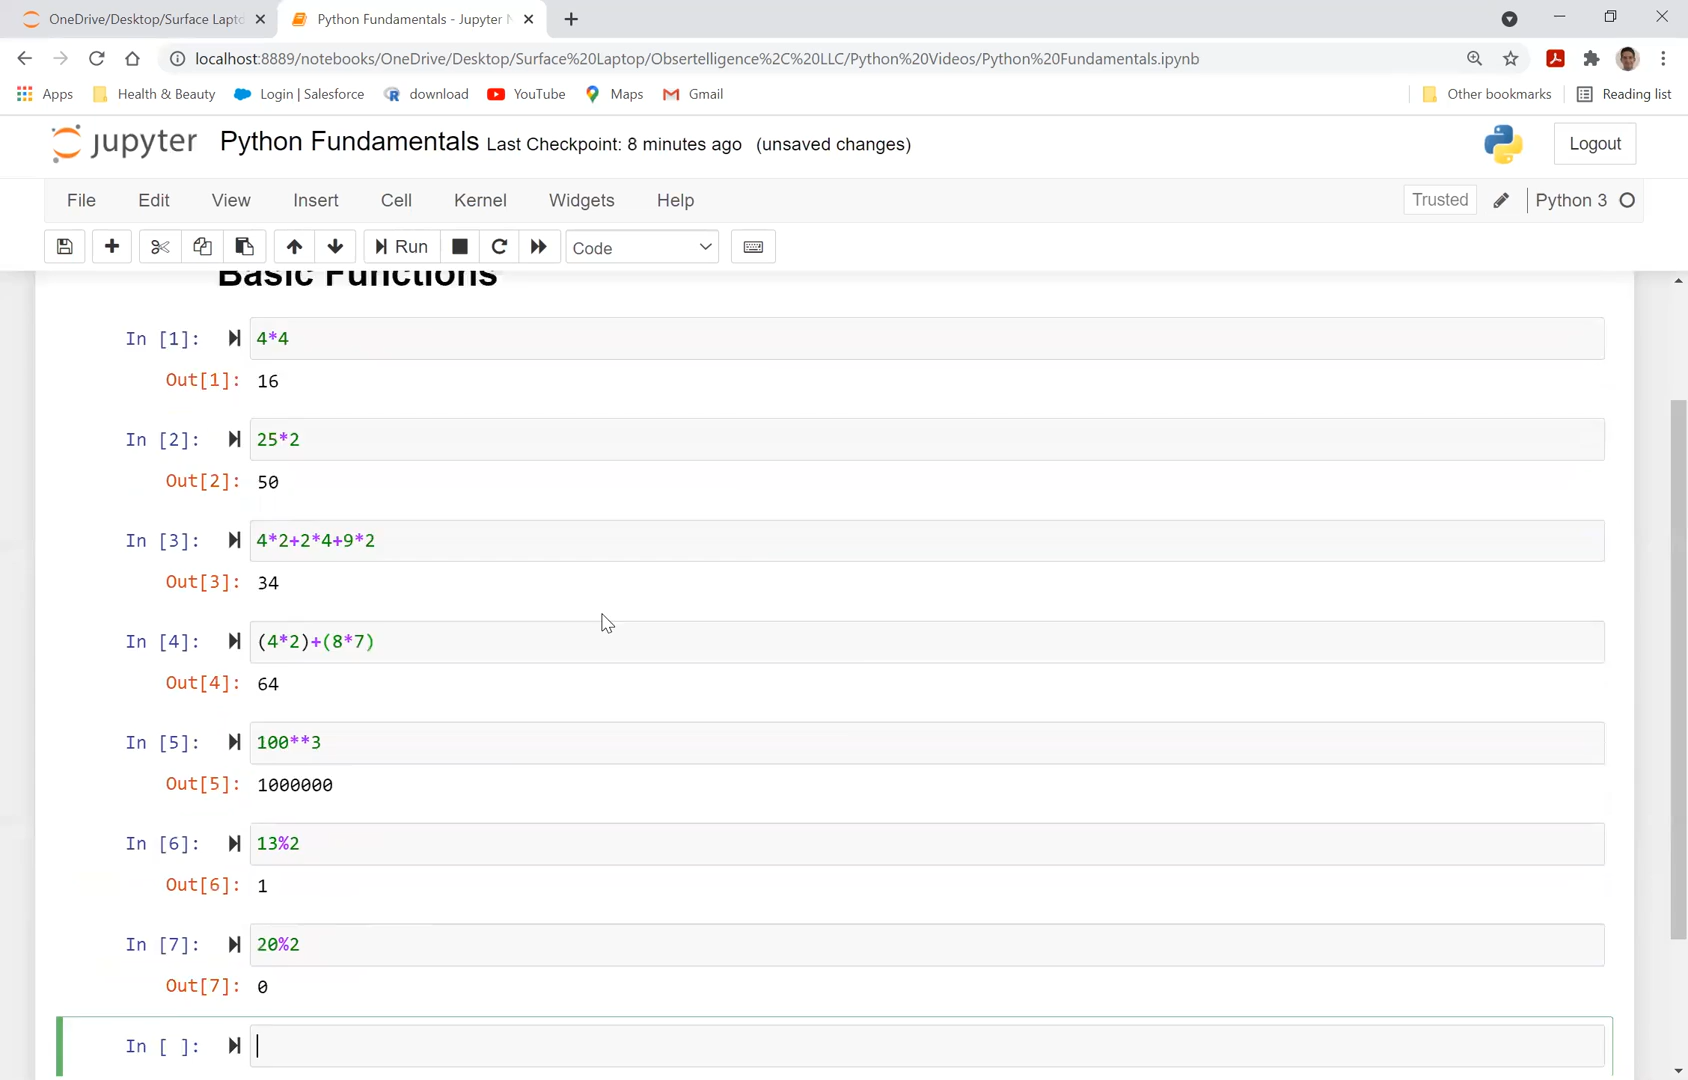 OneDrive/Desktop/Surface Lapto
Python Fundamentals - Jupyter N
localhost:8889/notebooks/OneDrive/Desktop/Surface%20Laptop/Obsertelligence%2C%20LLC/Python%20Videos/Python%20Fundamentals.ipynb
Apps Health & Beauty Login | Salesforce download YouTube Maps Gmail Other bookmarks Reading list
jupyter Python Fundamentals Last Checkpoint: 8 minutes ago (unsaved changes) Logout
File Edit View Insert Cell Kernel Widgets Help Trusted Python 3
Run Code
Basic Functions
In [1]: 4*4
Out[1]: 16
In [2]: 25*2
Out[2]: 50
In [3]: 4*2+2*4+9*2
Out[3]: 34
In [4]: (4*2)+(8*7)
Out[4]: 64
In [5]: 100**3
Out[5]: 1000000
In [6]: 13%2
Out[6]: 1
In [7]: 20%2
Out[7]: 0
In [ ]: